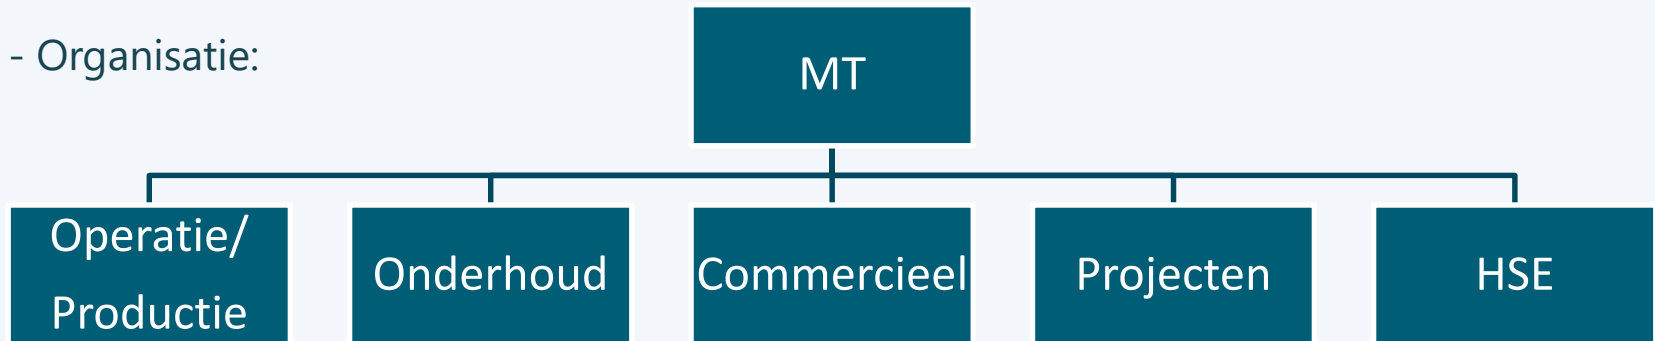 - Organisatie:
MT
Operatie/
Productie
Onderhoud
Commercieel
Projecten
HSE